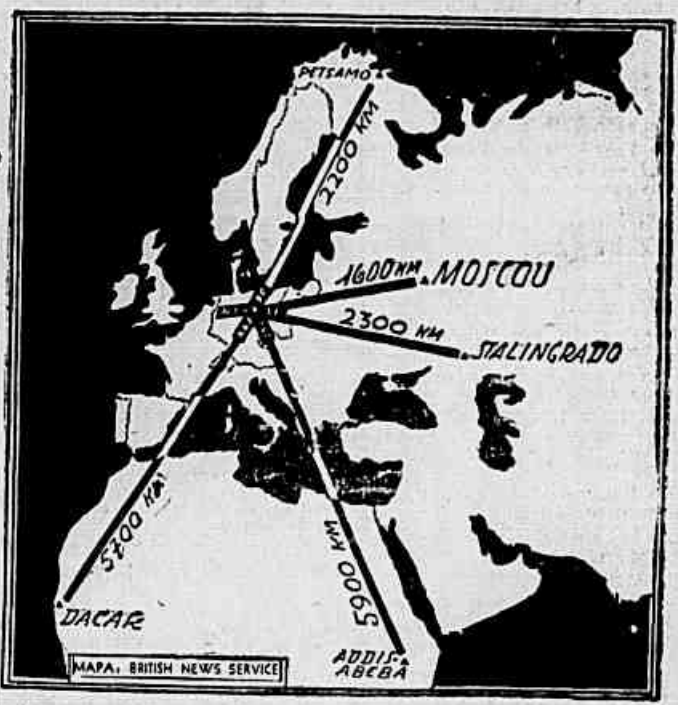 PETSAMO
2200 KM
1600 KM
MOSCOU
2300 KM
STALINGRADO
5700 KM
5900 KM
DACAR
ADDIS-
ABEBA
MAPA. BRITISH NEWS SERVICE